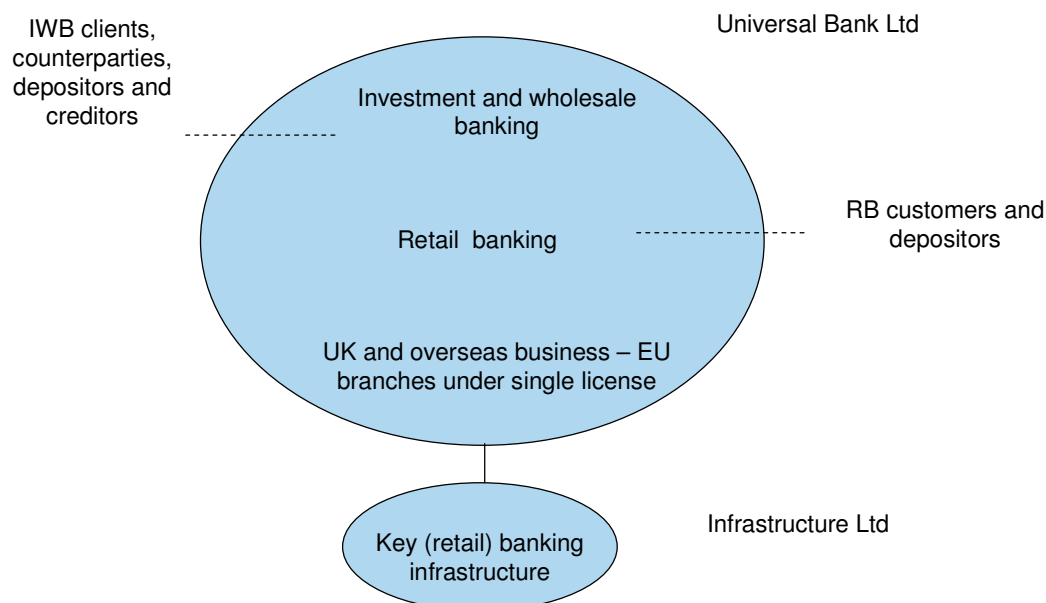 Universal Bank Ltd
IWB clients,
counterparties,
depositors and
creditors
Investment and wholesale
banking
RB customers and
depositors
Retail banking
UK and overseas business – EU
branches under single license
Infrastructure Ltd
Key (retail) banking
infrastructure